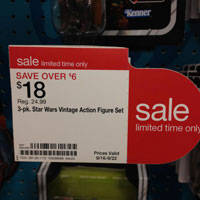 Kenner
sale
limited time only
SAVE OVER $6
$18
Reg. 24.99
3-pk. Star Wars Vintage Action Figure Set
sale
limited time only
Prices Valid
9/16-9/22